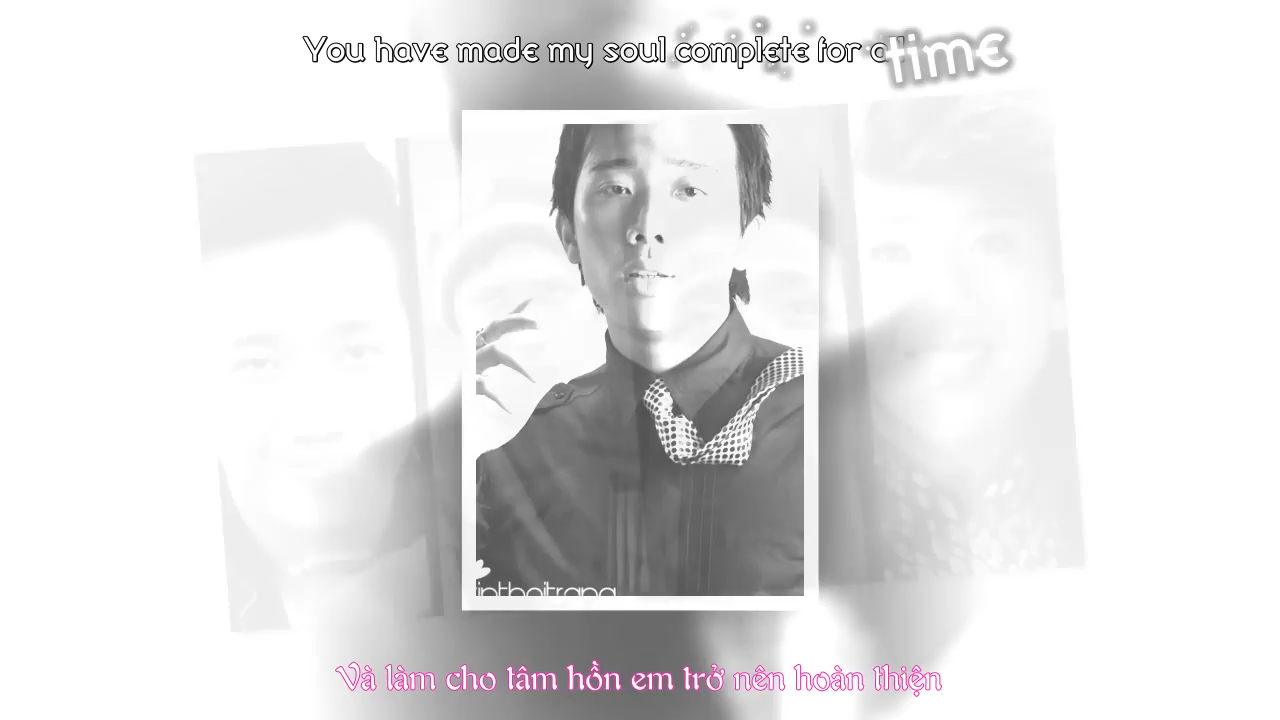 You have made my soul complete for all time
inthoitrang
Và làm cho tâm hồn em trở nên hoàn thiện